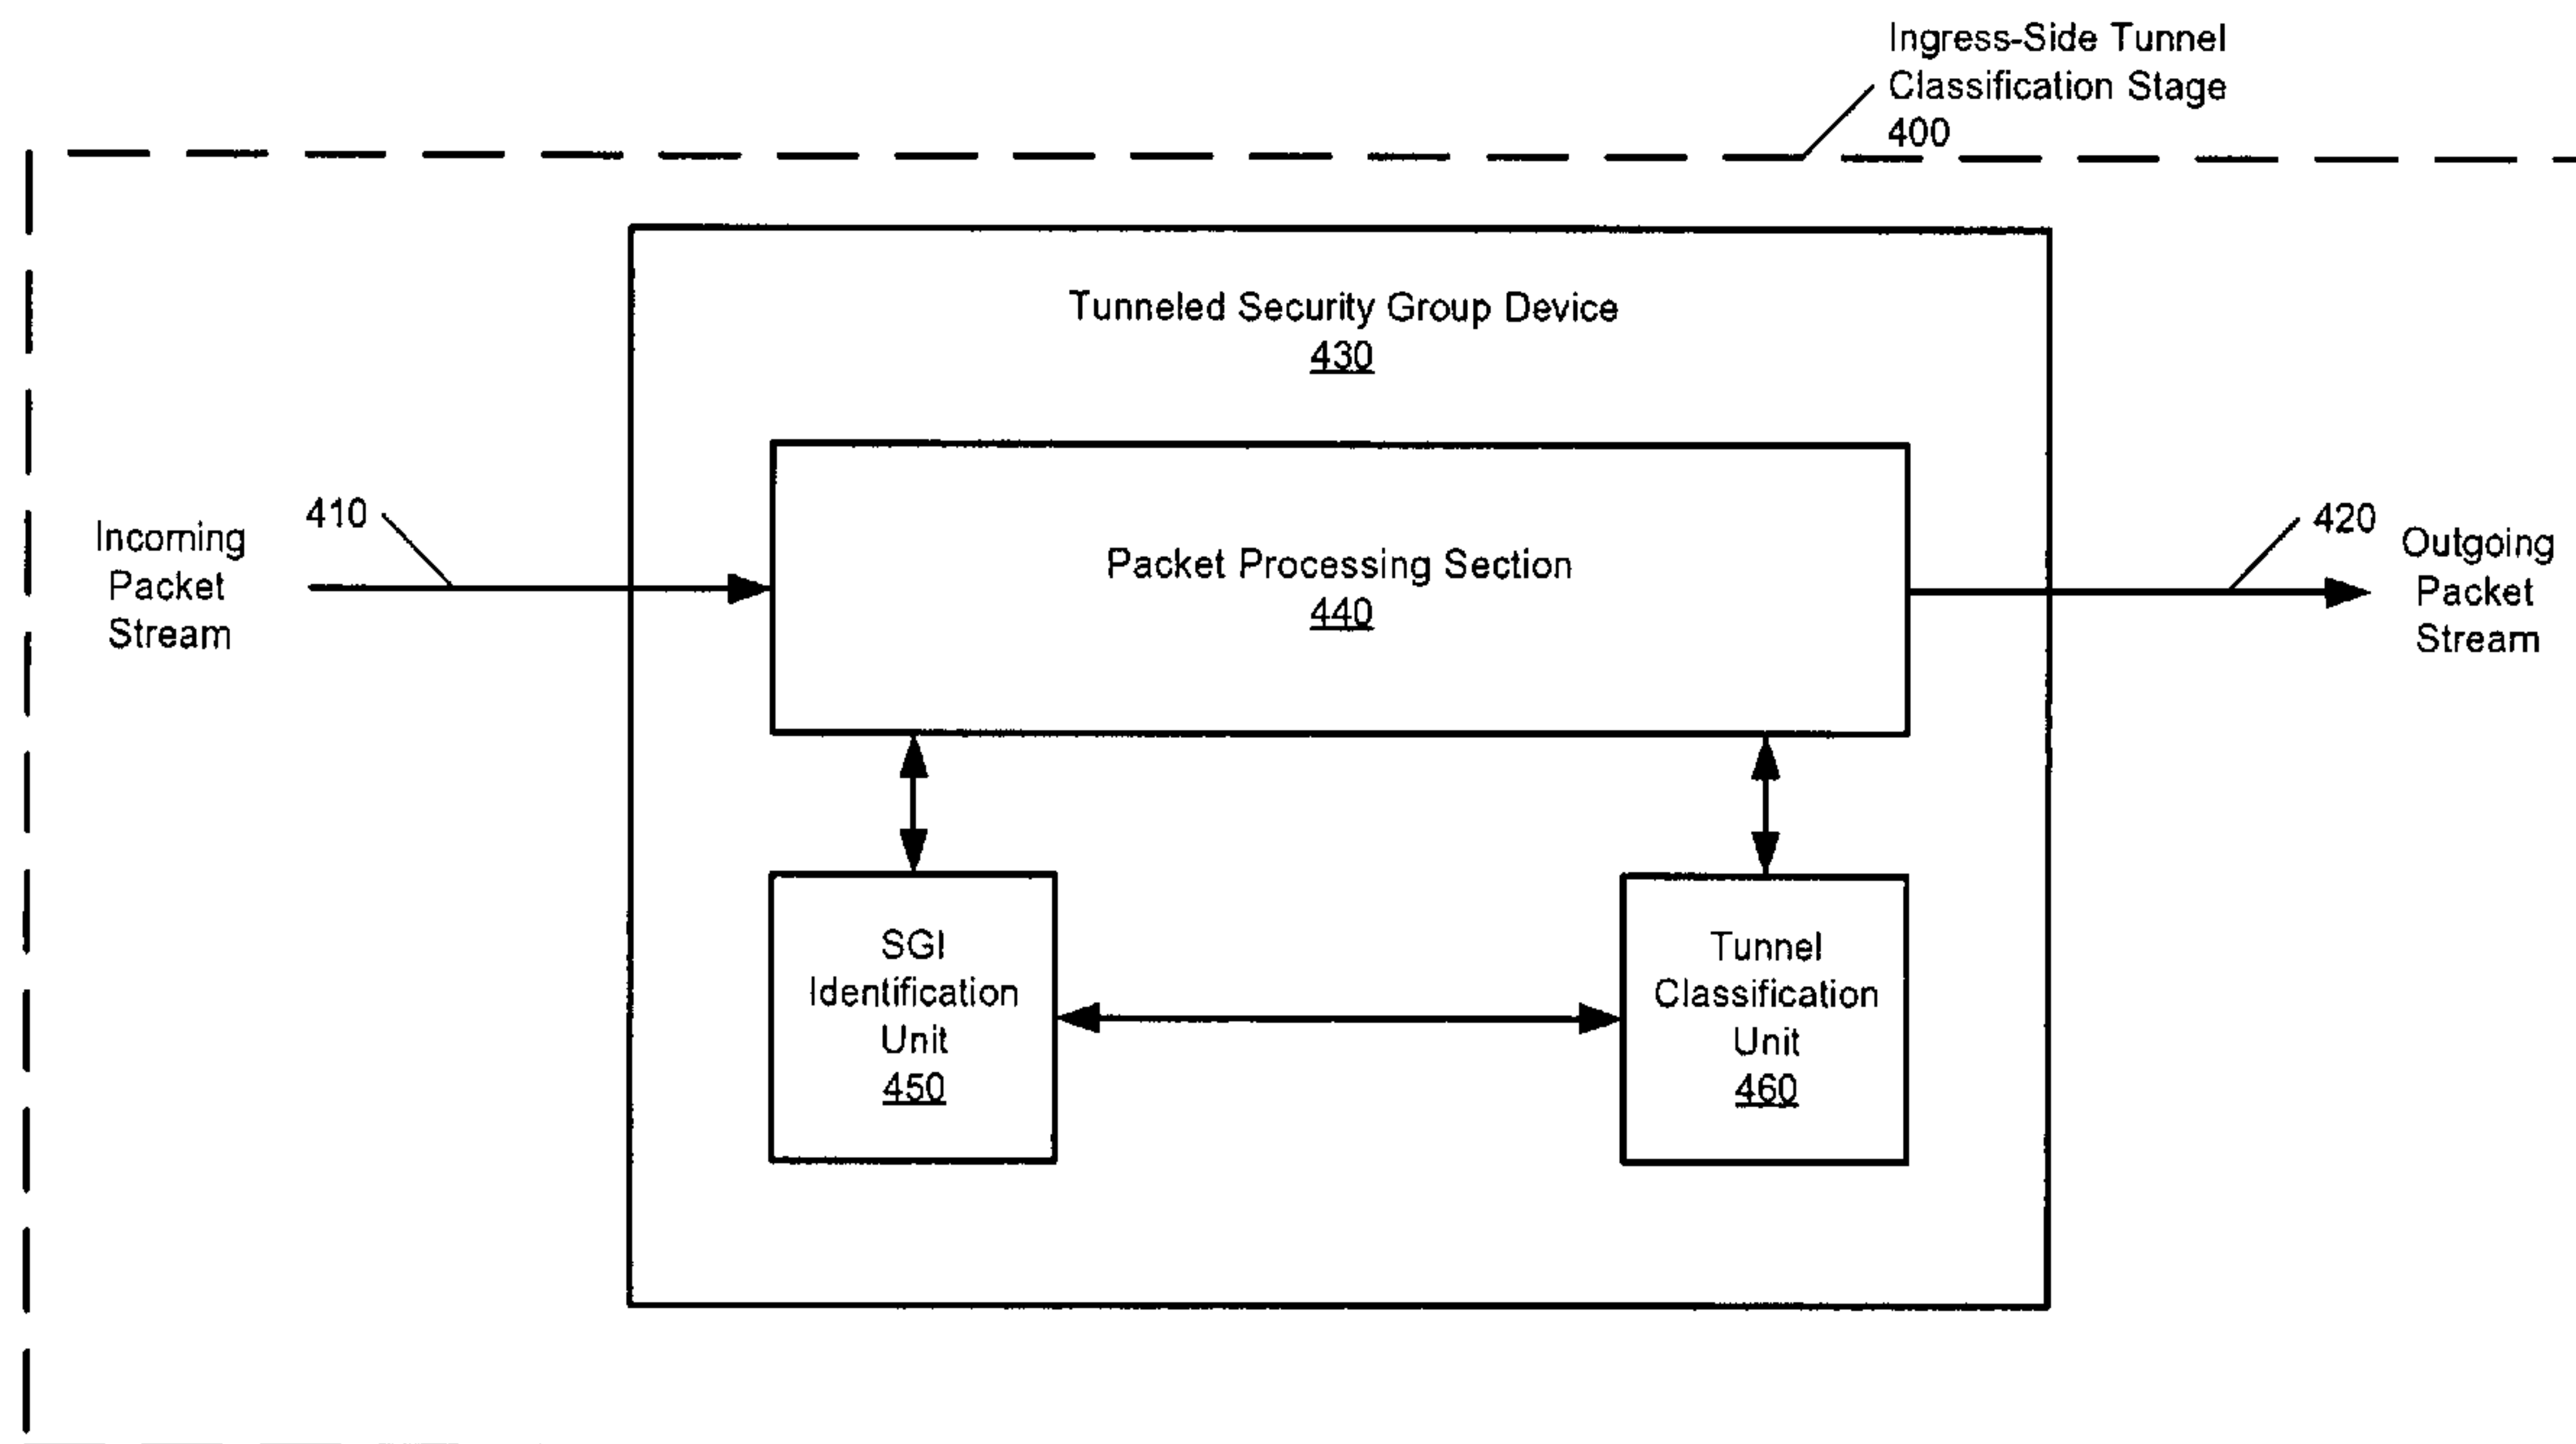 Ingress-Side Tunnel
Classification Stage
400
Tunneled Security Group Device
430
410
Incoming
Packet
Stream
Packet Processing Section
440
420
Outgoing
Packet
Stream
SGI
Identification
Unit
450
Tunnel
Classification
Unit
460